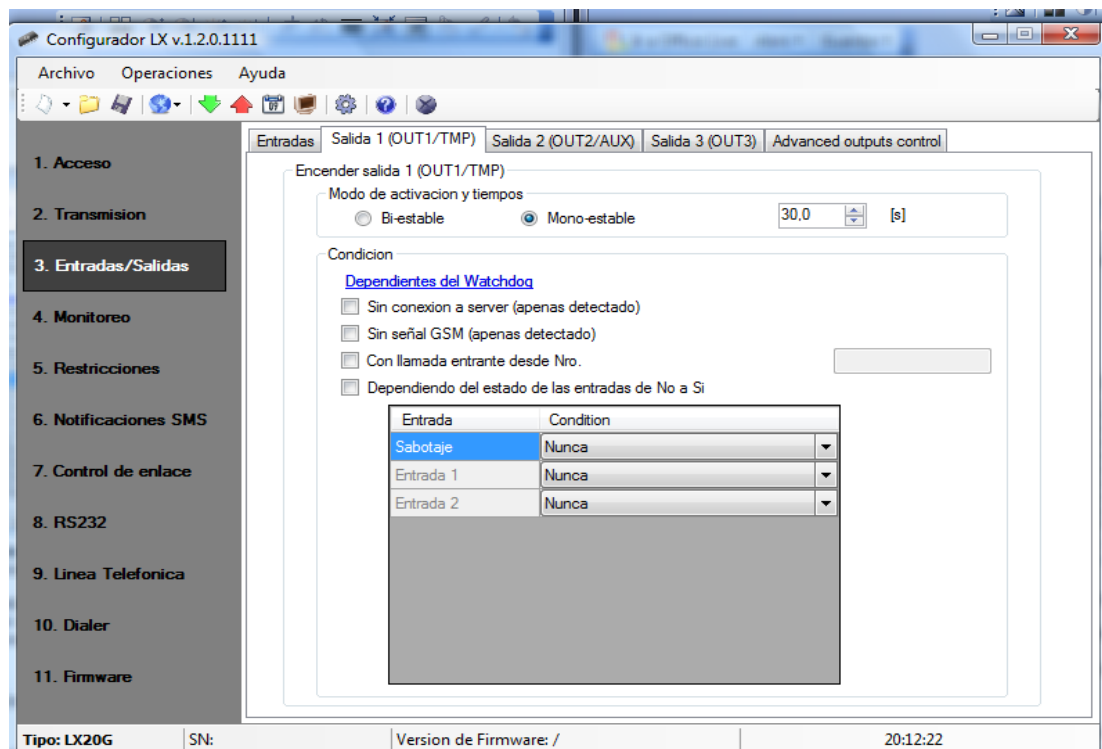 Configurador LX v.1.2.0.1111
Archivo Operaciones Ayuda
Entradas Salida 1 (OUT1/TMP) Salida 2 (OUT2/AUX) Salida 3 (OUT3) Advanced outputs control
1. Acceso
2. Transmision
3. Entradas/Salidas
4. Monitoreo
5. Restricciones
6. Notificaciones SMS
7. Control de enlace
8. RS232
9. Linea Telefonica
10. Dialer
11. Firmware
Encender salida 1 (OUT1/TMP)
Modo de activacion y tiempos
Bi-estable Mono-estable 30,0 [s]
Condicion
Dependientes del Watchdog
Sin conexion a server (apenas detectado)
Sin señal GSM (apenas detectado)
Con llamada entrante desde Nro.
Dependiendo del estado de las entradas de No a Si
Entrada Condition
Sabotaje Nunca
Entrada 1 Nunca
Entrada 2 Nunca
Tipo: LX20G SN: Version de Firmware: / 20:12:22